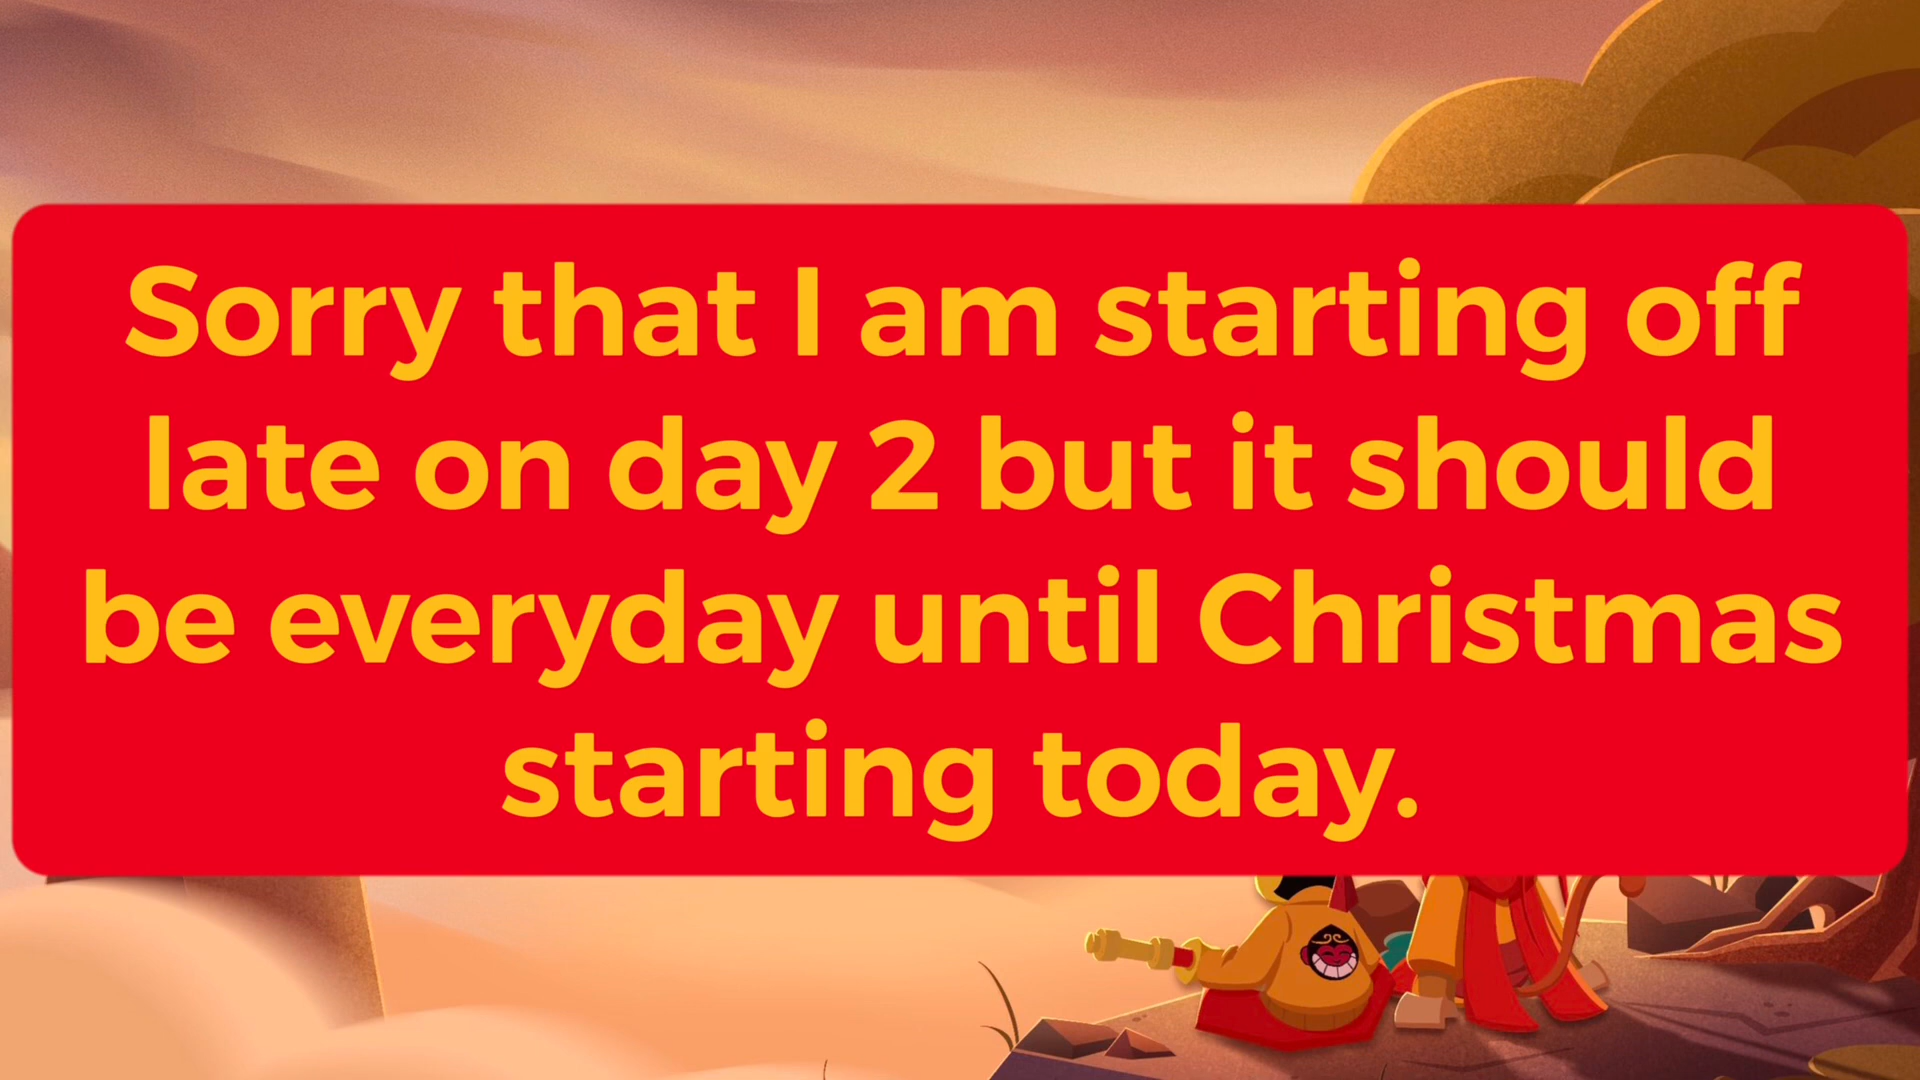 Sorry that I am starting off
late on day 2 but it should
be everyday until Christmas
starting today.